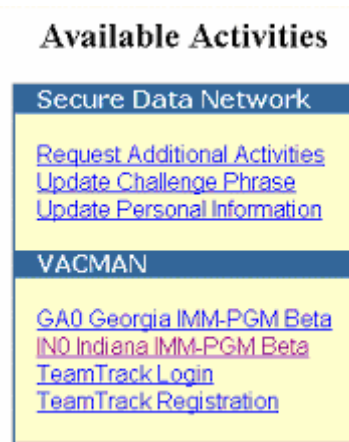 Available Activities
Secure Data Network
Request Additional Activities
Update Challenge Phrase
Update Personal Information
VACMAN
GA0 Georgia IMM-PGM Beta
IN0 Indiana IMM-PGM Beta
TeamTrack Login
TeamTrack Registration